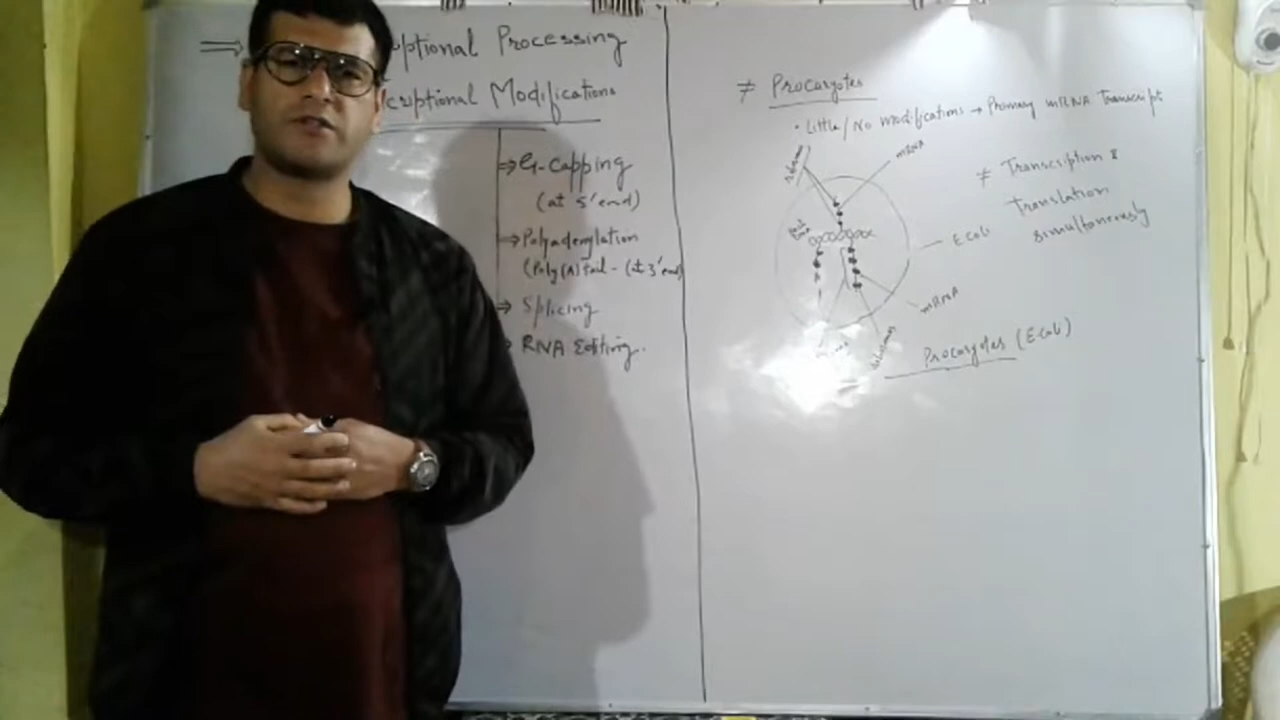 ⇒ ptional Processing
criptional Modifications
⇒ G-capping
(at 5' end)
⇒ Polyadenylation
(Poly(A) tail - (at 3' end)
⇒ Splicing
RNA Editing.
≠ Procaryotes
• Little/No modifications → Primary mRNA transcript
mRNA
≠ Transcription &
Translation
simultaneously
E Coli
mRNA
Procaryotes (E Coli)